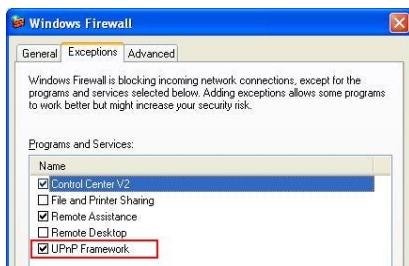 Windows Firewall
General Exceptions Advanced
Windows Firewall is blocking incoming network connections, except for the
programs and services selected below. Adding exceptions allows some programs
to work better but might increase your security risk.
Programs and Services:
Name
Control Center V2
File and Printer Sharing
Remote Assistance
Remote Desktop
UPnP Framework